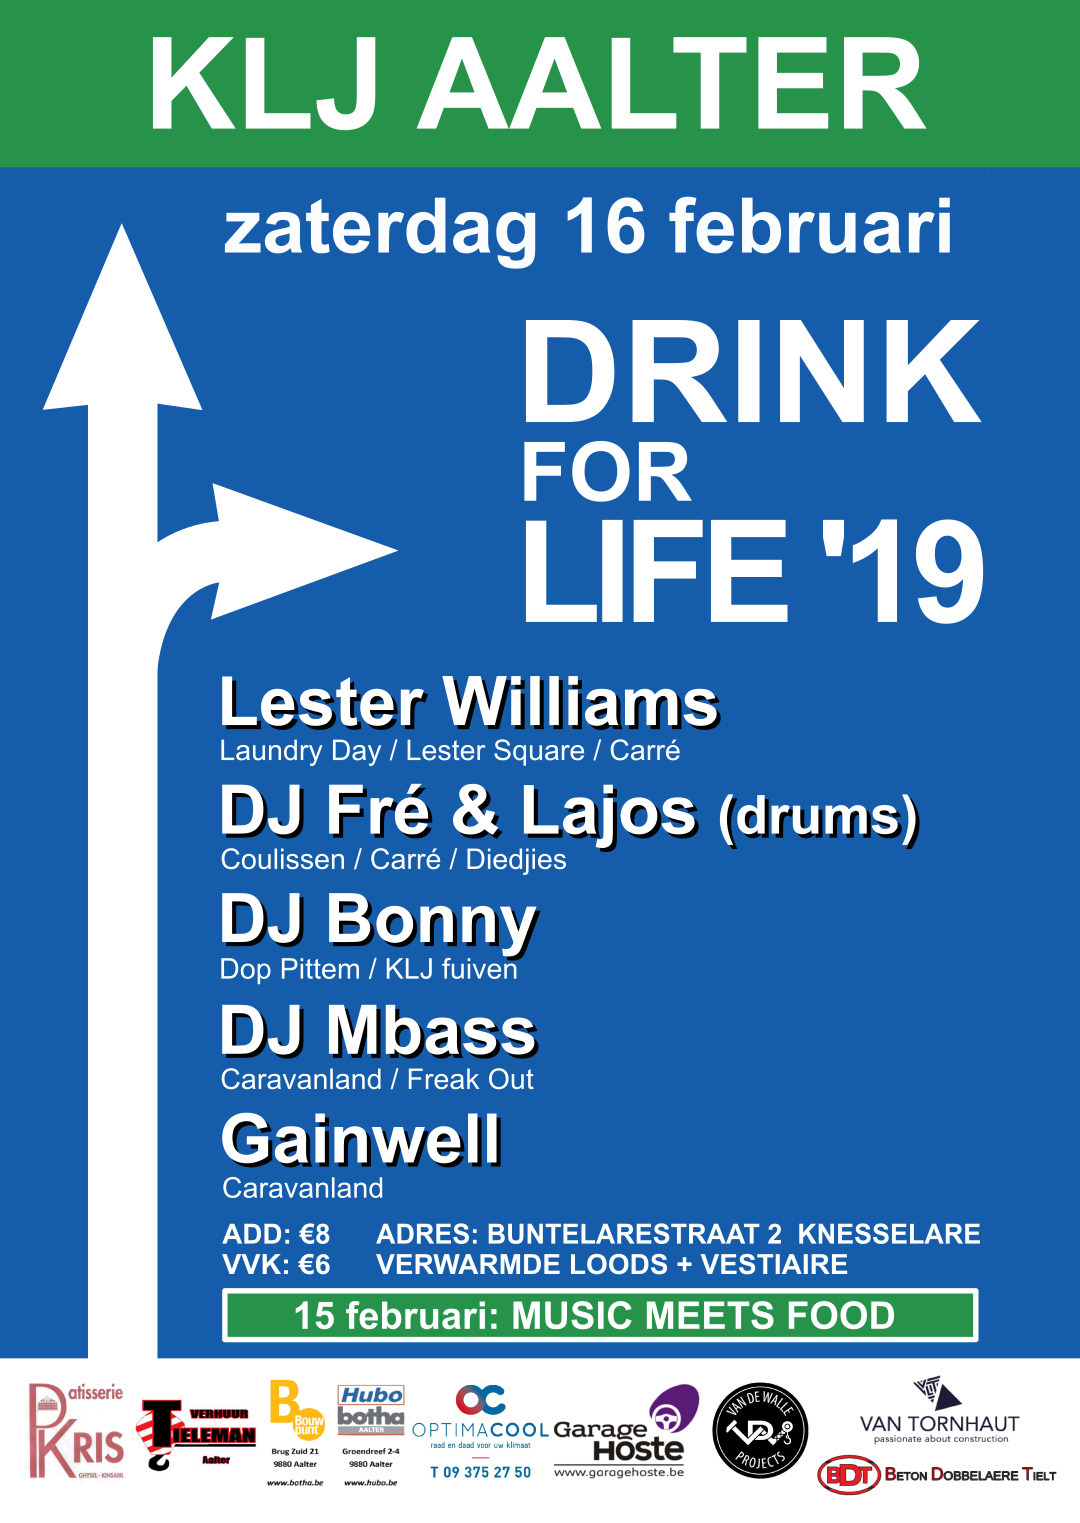 KLJ AALTER
zaterdag 16 februari
DRINK
FOR
LIFE '19
Lester Williams
Laundry Day / Lester Square / Carré
DJ Fré & Lajos (drums)
Coulissen / Carré / Diedjies
DJ Bonny
Dop Pittem / KLJ fuiven
DJ Mbass
Caravanland / Freak Out
Gainwell
Caravanland
ADD: €8 ADRES: BUNTELARESTRAAT 2 KNESSELARE
VVK: €6 VERWARMDE LOODS + VESTIAIRE
15 februari: MUSIC MEETS FOOD
Patisserie
KRIS
GHYSEL - KINSABIL
VERHUUR
TIELEMAN
Aalter
B
Bouw
punt
Brug Zuid 21
9880 Aalter
www.botha.be
Hubo
botha
AALTER
Groendreef 2-4
9880 Aalter
www.hubo.be
OC
OPTIMACOOL
raad en daad voor uw klimaat
T 09 375 27 50
Garage
Hoste
www.garagehoste.be
VAN DE WALLE
VDW
PROJECTS
VAN TORNHAUT
passionate about construction
BDT BETON DOBBELAERE TIELT